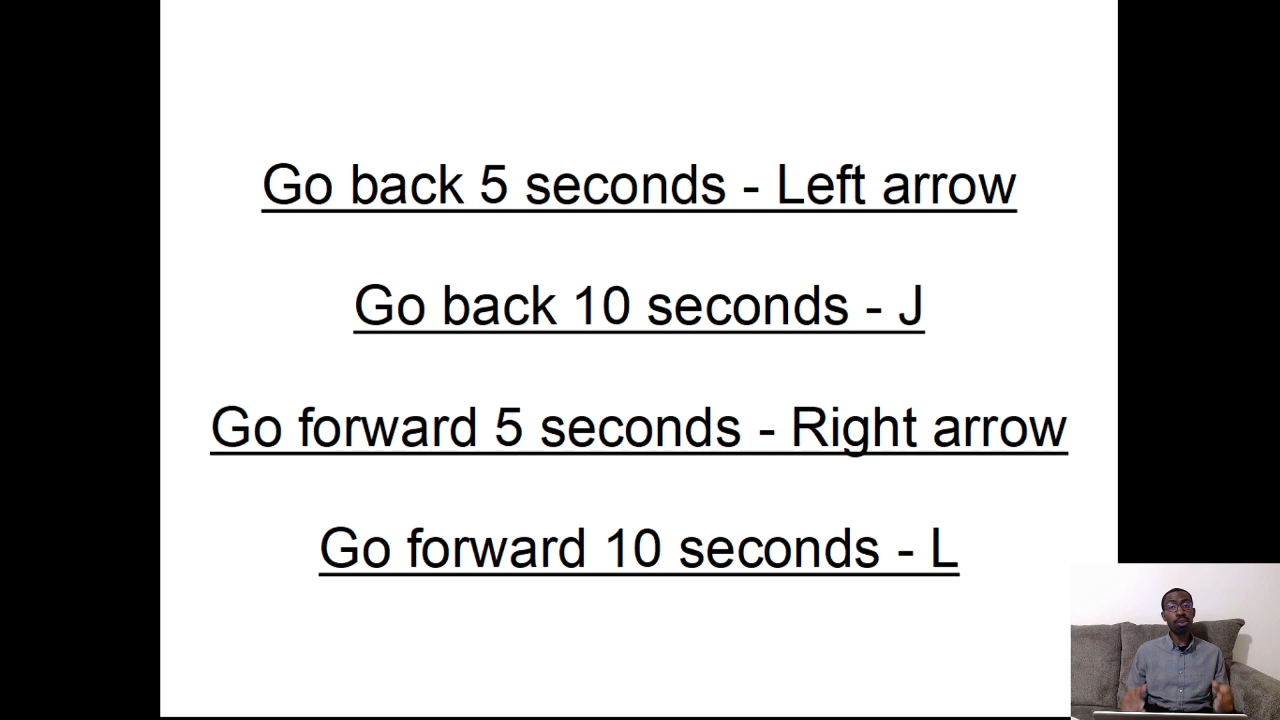 Go back 5 seconds - Left arrow
Go back 10 seconds - J
Go forward 5 seconds - Right arrow
Go forward 10 seconds - L